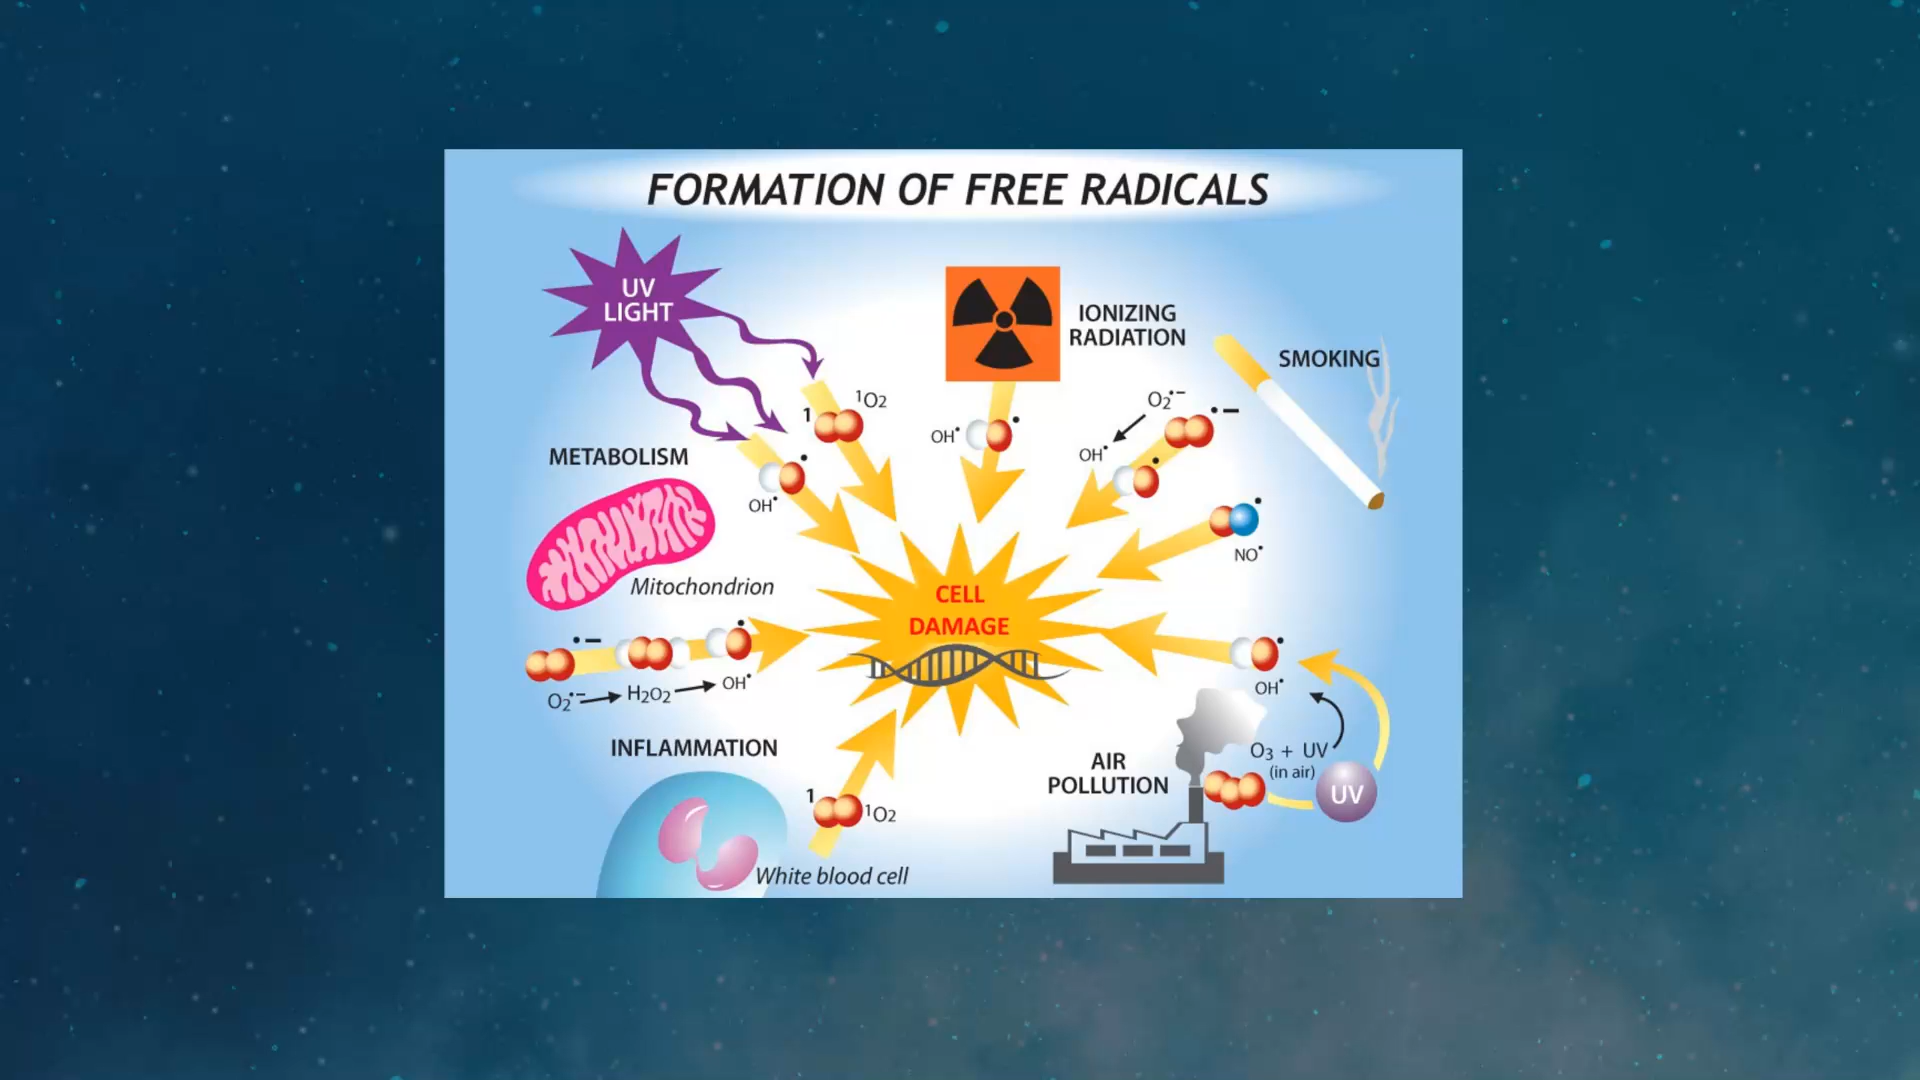 FORMATION OF FREE RADICALS
UV
LIGHT
IONIZING
RADIATION
SMOKING
1
¹O₂
OH•
O₂•−
OH•
•−
METABOLISM
OH•
Mitochondrion
NO•
CELL
DAMAGE
•−
O₂•− → H₂O₂ → OH•
OH•
INFLAMMATION
1
¹O₂
White blood cell
AIR
POLLUTION
O₃ + UV
(in air)
UV